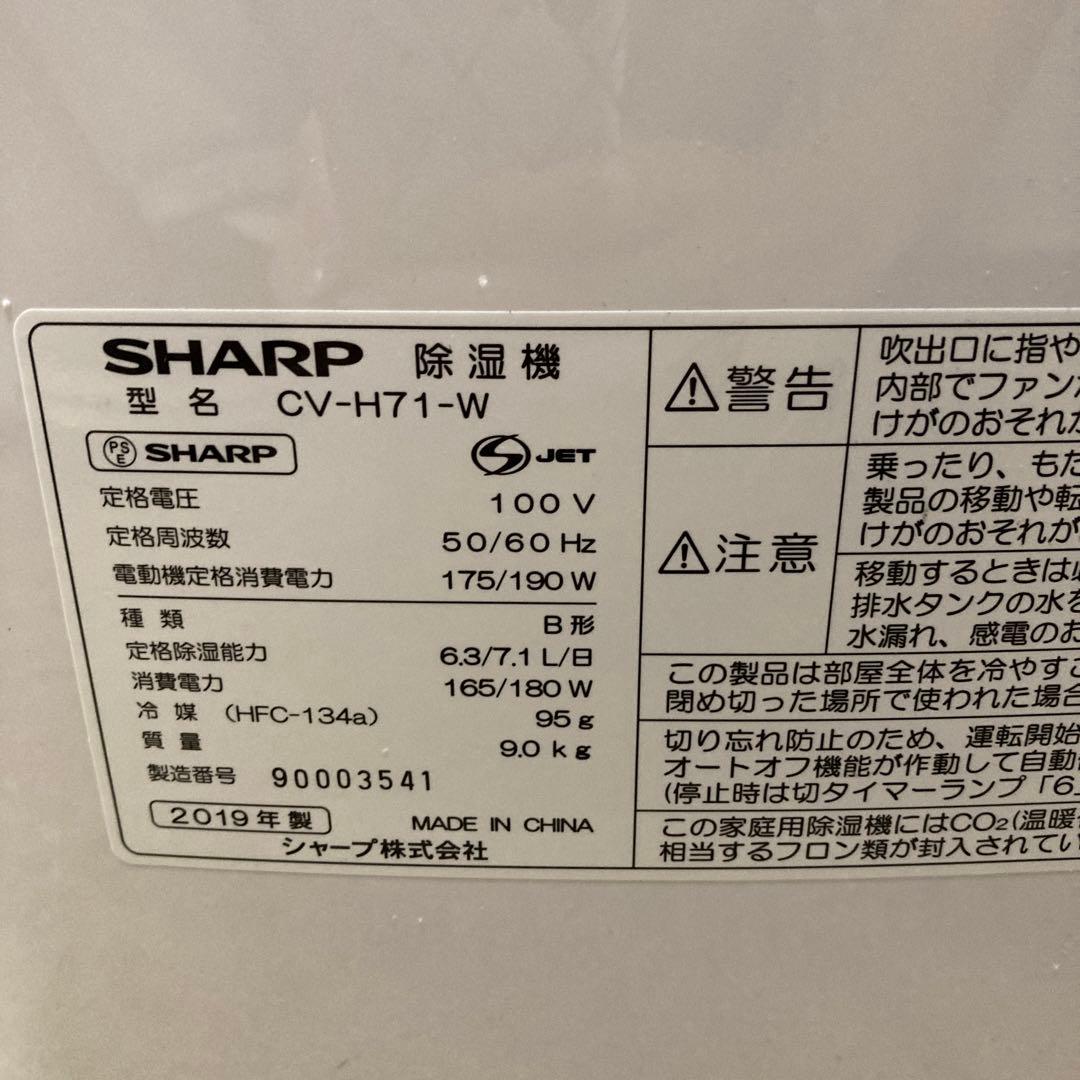 SHARP 除湿機
型名 CV-H71-W
PSE SHARP
S JET
定格電圧 100 V
定格周波数 50/60 Hz
電動機定格消費電力 175/190 W
種類 B形
定格除湿能力 6.3/7.1 L/日
消費電力 165/180 W
冷媒 (HFC-134a) 95 g
質量 9.0 kg
製造番号 90003541
2019年製 MADE IN CHINA
シャープ株式会社
⚠警告
吹出口に指や
内部でファン
けがのおそれが
⚠注意
乗ったり、もた
製品の移動や転
けがのおそれが
移動するときは必
排水タンクの水を
水漏れ、感電のお
この製品は部屋全体を冷やすこ
閉め切った場所で使われた場合
切り忘れ防止のため、運転開始
オートオフ機能が作動して自動
(停止時は切タイマーランプ「6」
この家庭用除湿機にはCO₂(温暖
相当するフロン類が封入されてい